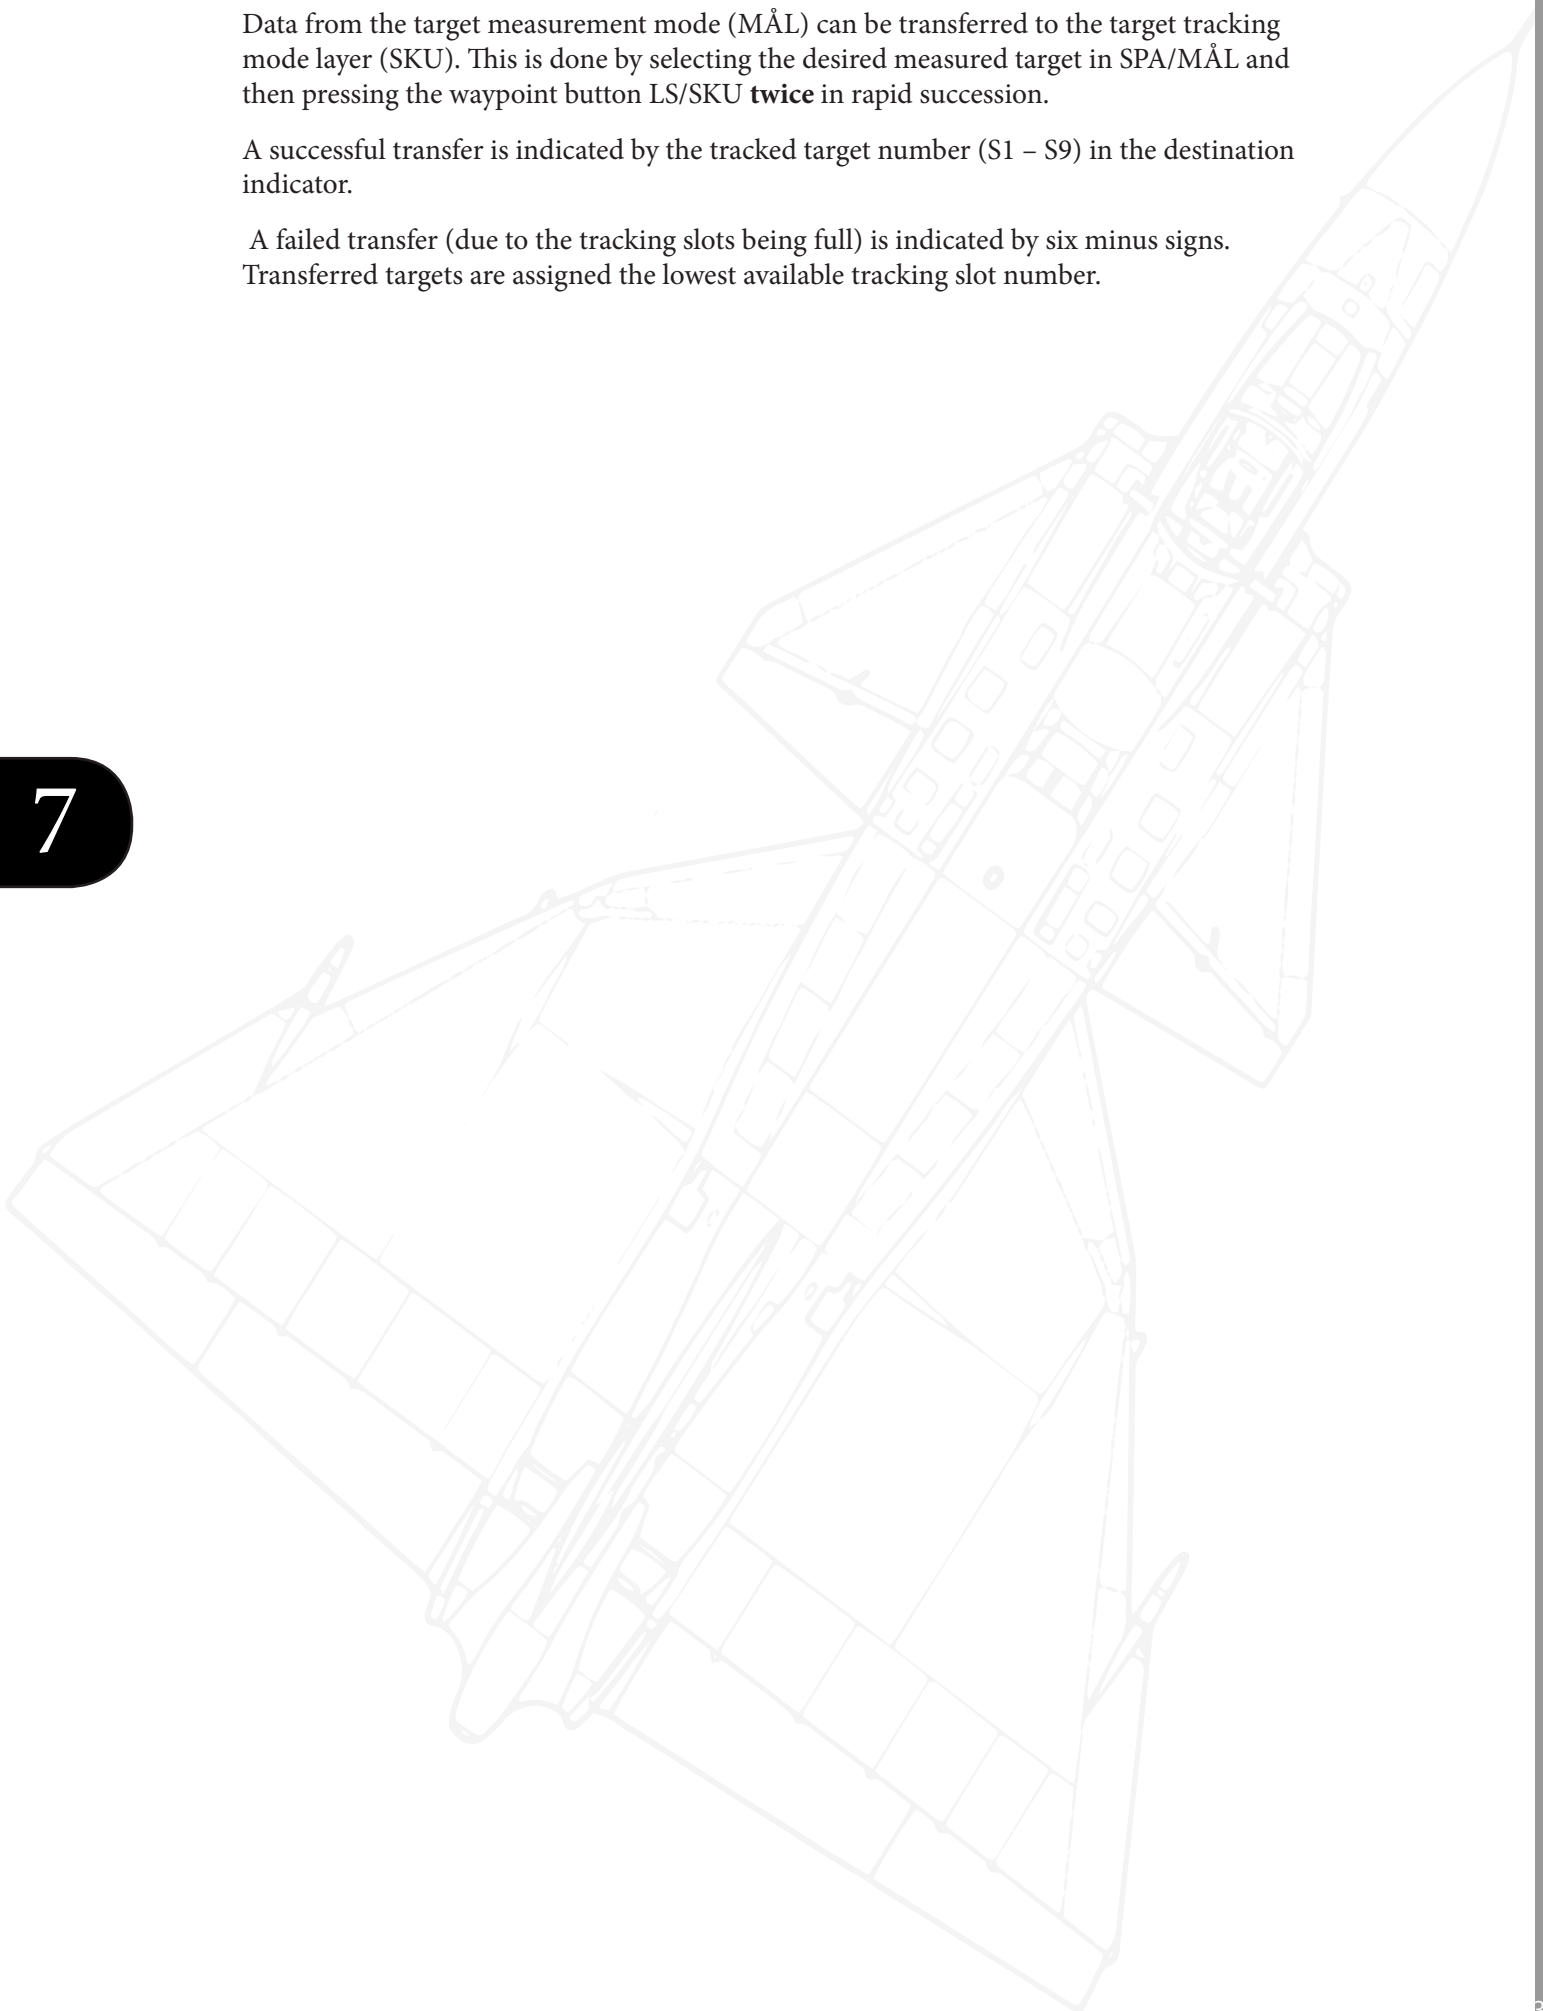 Data from the target measurement mode (MÅL) can be transferred to the target tracking
mode layer (SKU). This is done by selecting the desired measured target in SPA/MÅL and
then pressing the waypoint button LS/SKU twice in rapid succession.
A successful transfer is indicated by the tracked target number (S1 – S9) in the destination
indicator.
A failed transfer (due to the tracking slots being full) is indicated by six minus signs.
Transferred targets are assigned the lowest available tracking slot number.
7